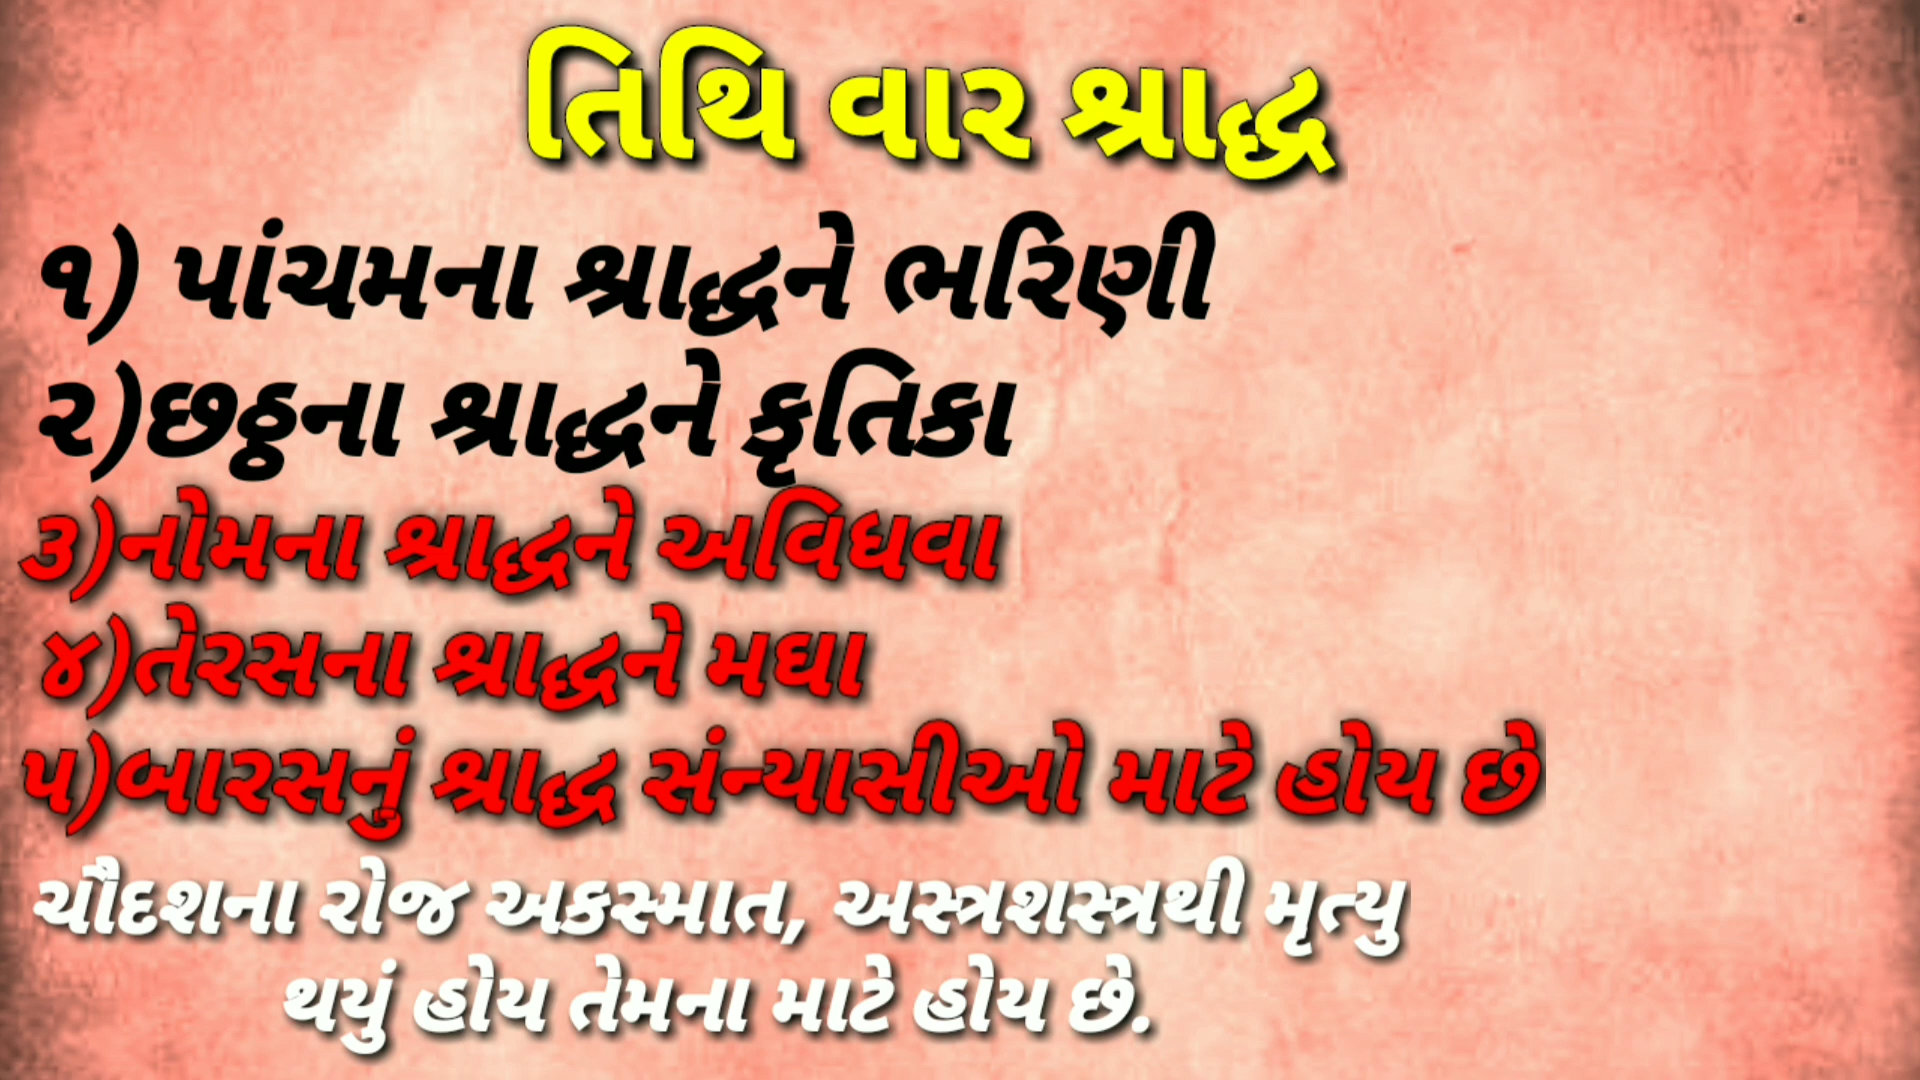 તિથિ વાર શ્રાદ્ધ
૧) પાંચમના શ્રાદ્ધને ભરિણી
૨)છઠ્ઠના શ્રાદ્ધને કૃતિકા
૩)નોમના શ્રાદ્ધને અવિધવા
૪)તેરસના શ્રાદ્ધને મઘા
૫)બારસનું શ્રાદ્ધ સંન્યાસીઓ માટે હોય છે
ચૌદશના રોજ અકસ્માત, અસ્ત્રશસ્ત્રથી મૃત્યુ
થયું હોય તેમના માટે હોય છે.